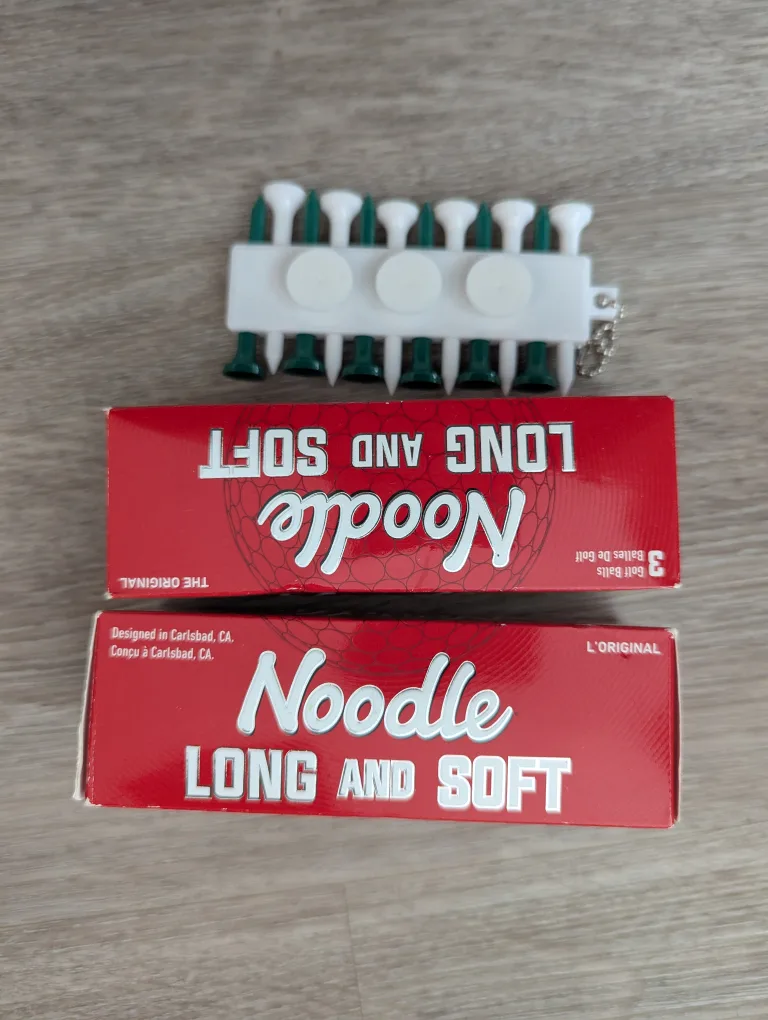 LONG AND SOFT
Noodle
3 Golf Balls
Balles De Golf
THE ORIGINAL
Designed in Carlsbad, CA.
Conçu à Carlsbad, CA.
L'ORIGINAL
Noodle
LONG AND SOFT